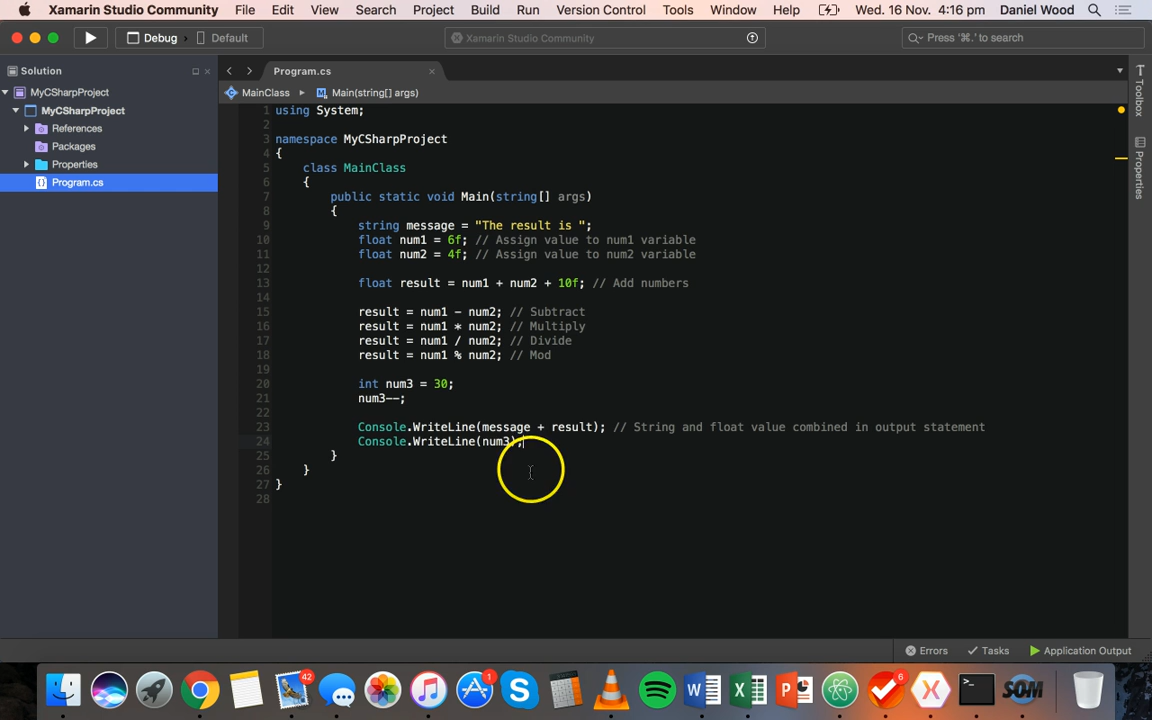 Xamarin Studio Community File Edit View Search Project Build Run Version Control Tools Window Help Wed. 16 Nov. 4:16 pm Daniel Wood
Debug Default Xamarin Studio Community Press '⌘.' to search
Solution
MyCSharpProject
MyCSharpProject
References
Packages
Properties
Program.cs
Program.cs
MainClass Main(string[] args)
1 using System;
2
3 namespace MyCSharpProject
4 {
5 class MainClass
6 {
7 public static void Main(string[] args)
8 {
9 string message = "The result is ";
10 float num1 = 6f; // Assign value to num1 variable
11 float num2 = 4f; // Assign value to num2 variable
12
13 float result = num1 + num2 + 10f; // Add numbers
14
15 result = num1 - num2; // Subtract
16 result = num1 * num2; // Multiply
17 result = num1 / num2; // Divide
18 result = num1 % num2; // Mod
19
20 int num3 = 30;
21 num3--;
22
23 Console.WriteLine(message + result); // String and float value combined in output statement
24 Console.WriteLine(num3);
25 }
26 }
27 }
28
Toolbox
Properties
Errors Tasks Application Output
42 1 6
SOM